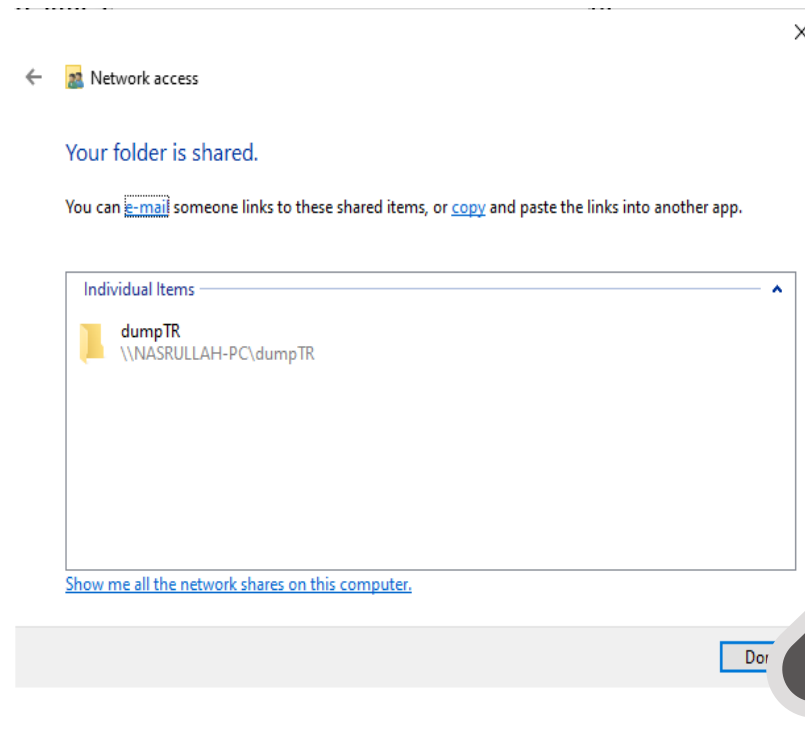 Network access
Your folder is shared.
You can e-mail someone links to these shared items, or copy and paste the links into another app.
Individual Items
dumpTR
\\NASRULLAH-PC\dumpTR
Show me all the network shares on this computer.